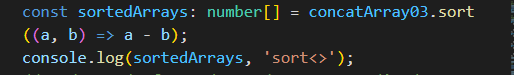 const sortedArrays: number[] = concatArray03.sort
((a, b) => a - b);
console.log(sortedArrays, 'sort<>');